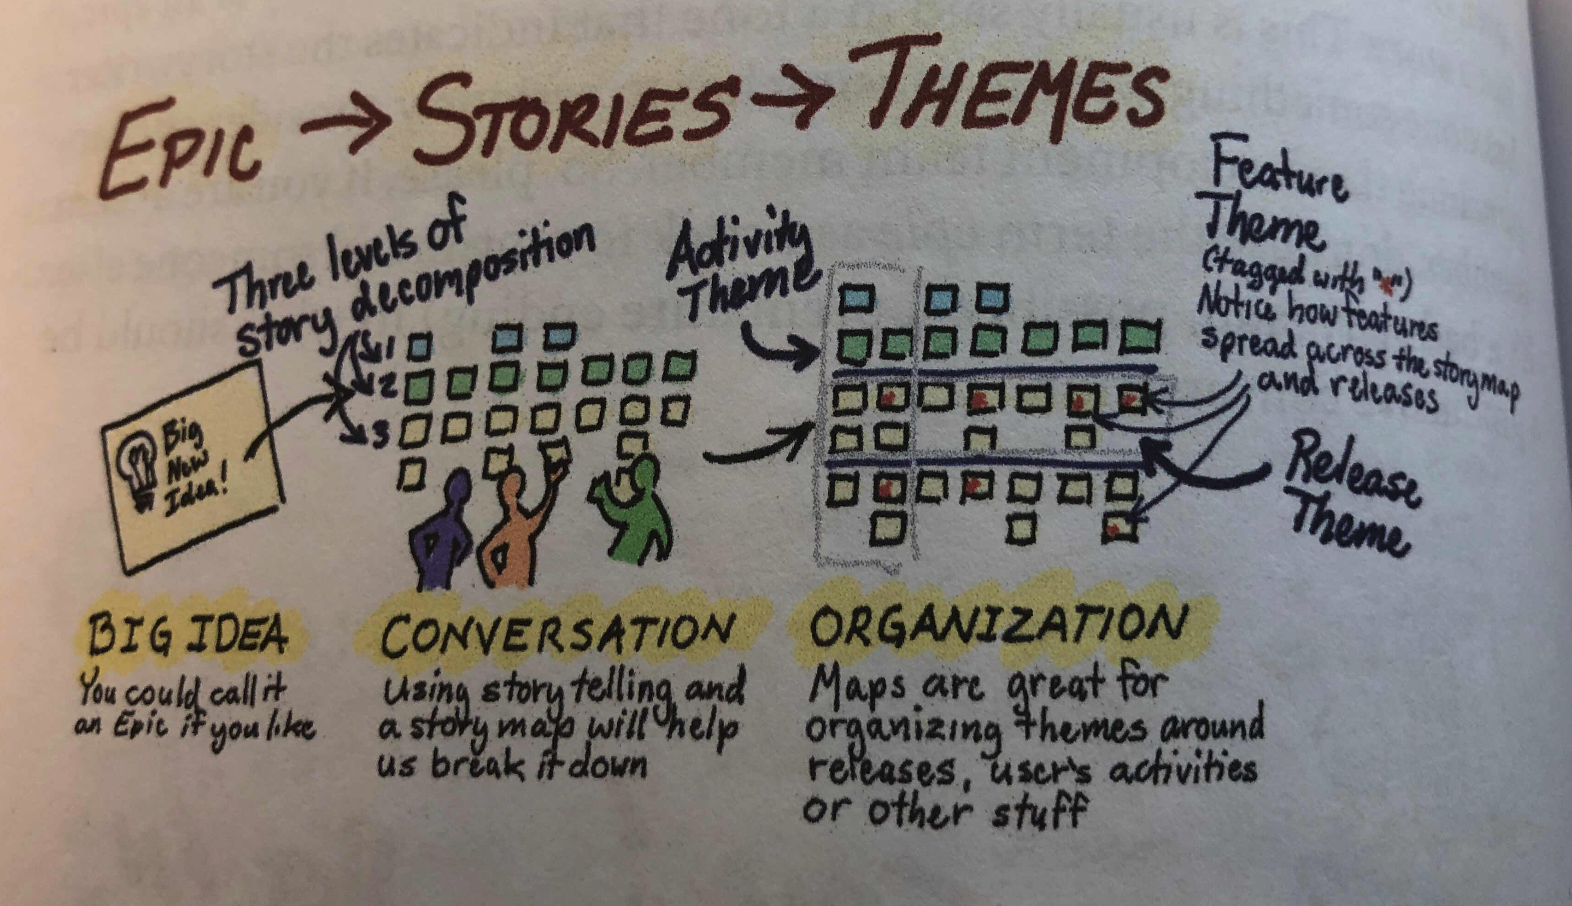 EPIC → STORIES → THEMES
Three levels of
story decomposition
1
2
3
Big
New
Idea!
Activity
Theme
Feature
Theme
(tagged with "*")
Notice how features
spread across the story map
and releases
Release
Theme
BIG IDEA
You could call it
an Epic if you like
CONVERSATION
Using story telling and
a story map will help
us break it down
ORGANIZATION
Maps are great for
organizing themes around
releases, user's activities
or other stuff